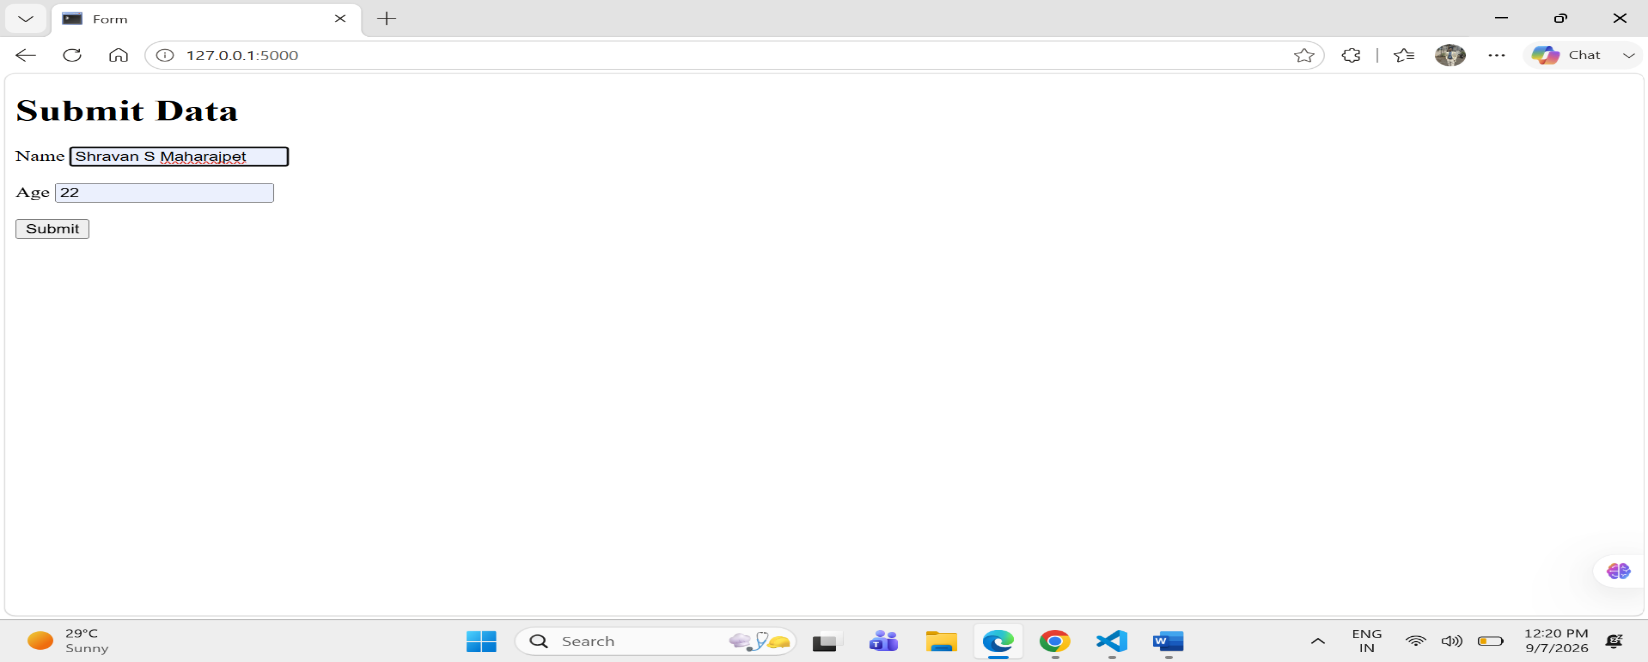 Form
127.0.0.1:5000
Chat
Submit Data
Name Shravan S Maharajpet
Age 22
Submit
29°C
Sunny
Search
ENG
IN
12:20 PM
9/7/2026